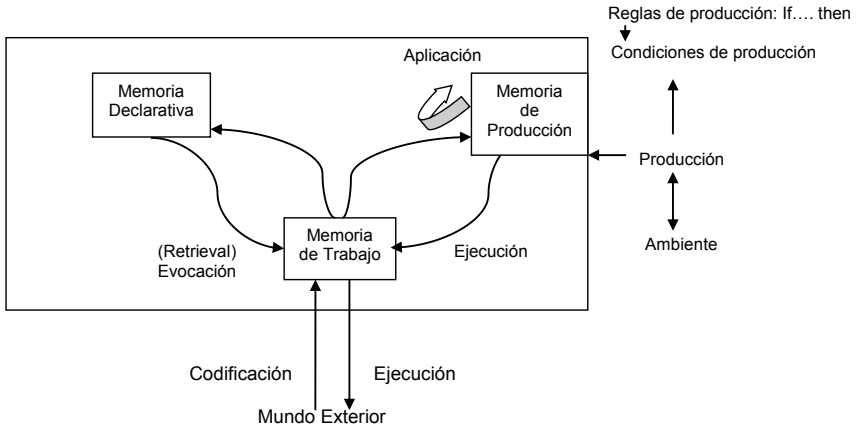 Reglas de producción: If.... then
Condiciones de producción
Aplicación
Memoria
Declarativa
Memoria
de
Producción
Producción
Memoria
de Trabajo
(Retrieval)
Evocación
Ejecución
Ambiente
Codificación
Ejecución
Mundo Exterior